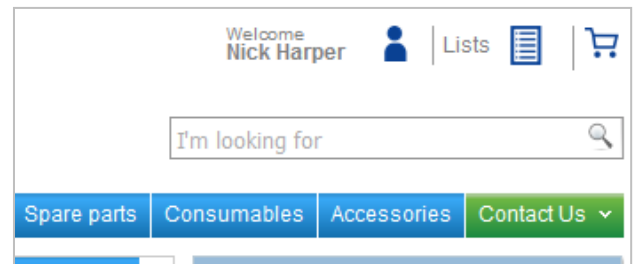 Welcome
Nick Harper
Lists
I'm looking for
Spare parts Consumables Accessories Contact Us